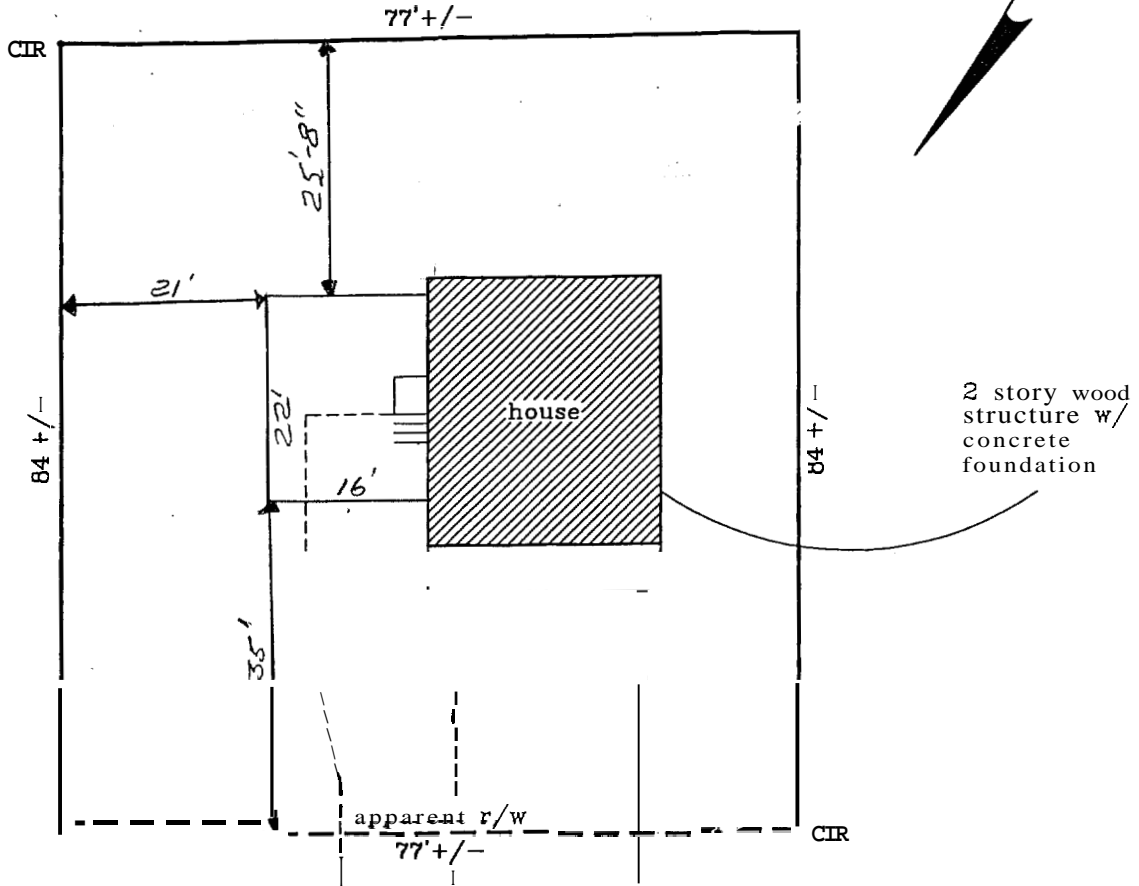 77'+/-
CIR
25'-8"
21'
22'
house
2 story wood
structure w/
concrete
foundation
84 +/-
84 +/-
16'
35'
apparent r/w
77'+/-
CIR